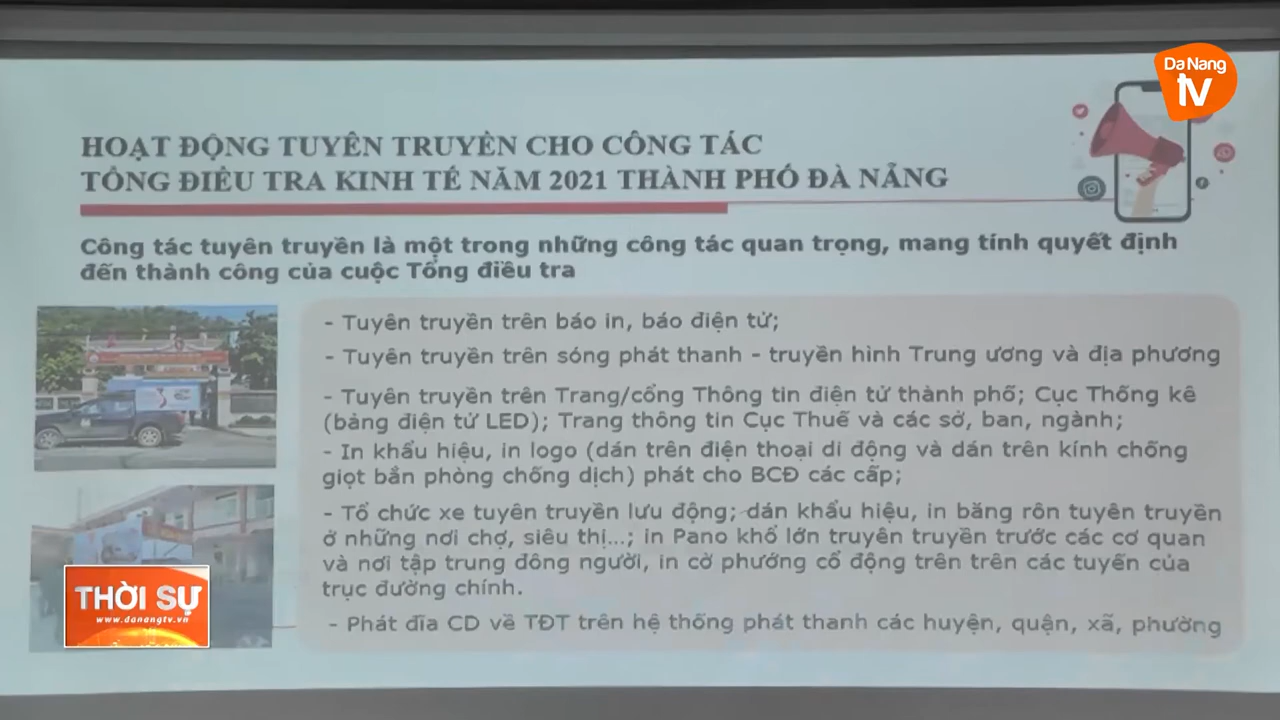 Da Nang
tv
HOẠT ĐỘNG TUYÊN TRUYỀN CHO CÔNG TÁC
TỔNG ĐIỀU TRA KINH TẾ NĂM 2021 THÀNH PHỐ ĐÀ NẴNG
Công tác tuyên truyền là một trong những công tác quan trọng, mang tính quyết định
đến thành công của cuộc Tổng điều tra
- Tuyên truyền trên báo in, báo điện tử;
- Tuyên truyền trên sóng phát thanh - truyền hình Trung ương và địa phương
- Tuyên truyền trên Trang/cổng Thông tin điện tử thành phố; Cục Thống kê
(bảng điện tử LED); Trang thông tin Cục Thuế và các sở, ban, ngành;
- In khẩu hiệu, in logo (dán trên điện thoại di động và dán trên kính chống
giọt bắn phòng chống dịch) phát cho BCĐ các cấp;
- Tổ chức xe tuyên truyền lưu động; dán khẩu hiệu, in băng rôn tuyên truyền
ở những nơi chợ, siêu thị...; in Pano khổ lớn truyên truyền trước các cơ quan
và nơi tập trung đông người, in cờ phướng cổ động trên trên các tuyến của
trục đường chính.
- Phát đĩa CD về TĐT trên hệ thống phát thanh các huyện, quận, xã, phường
THỜI SỰ
www.danangtv.vn